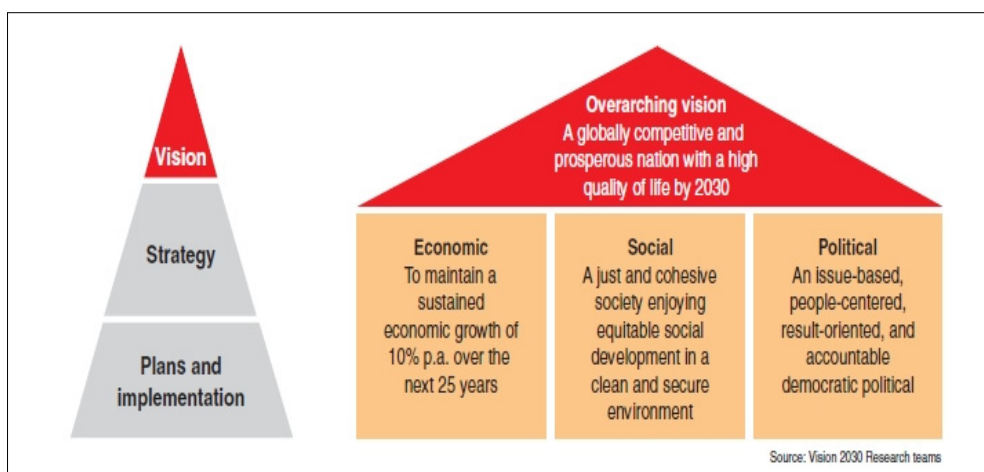 Vision
Strategy
Plans and
implementation
Overarching vision
A globally competitive and
prosperous nation with a high
quality of life by 2030
Economic
To maintain a
sustained
economic growth of
10% p.a. over the
next 25 years
Social
A just and cohesive
society enjoying
equitable social
development in a
clean and secure
environment
Political
An issue-based,
people-centered,
result-oriented, and
accountable
democratic political
Source: Vision 2030 Research teams